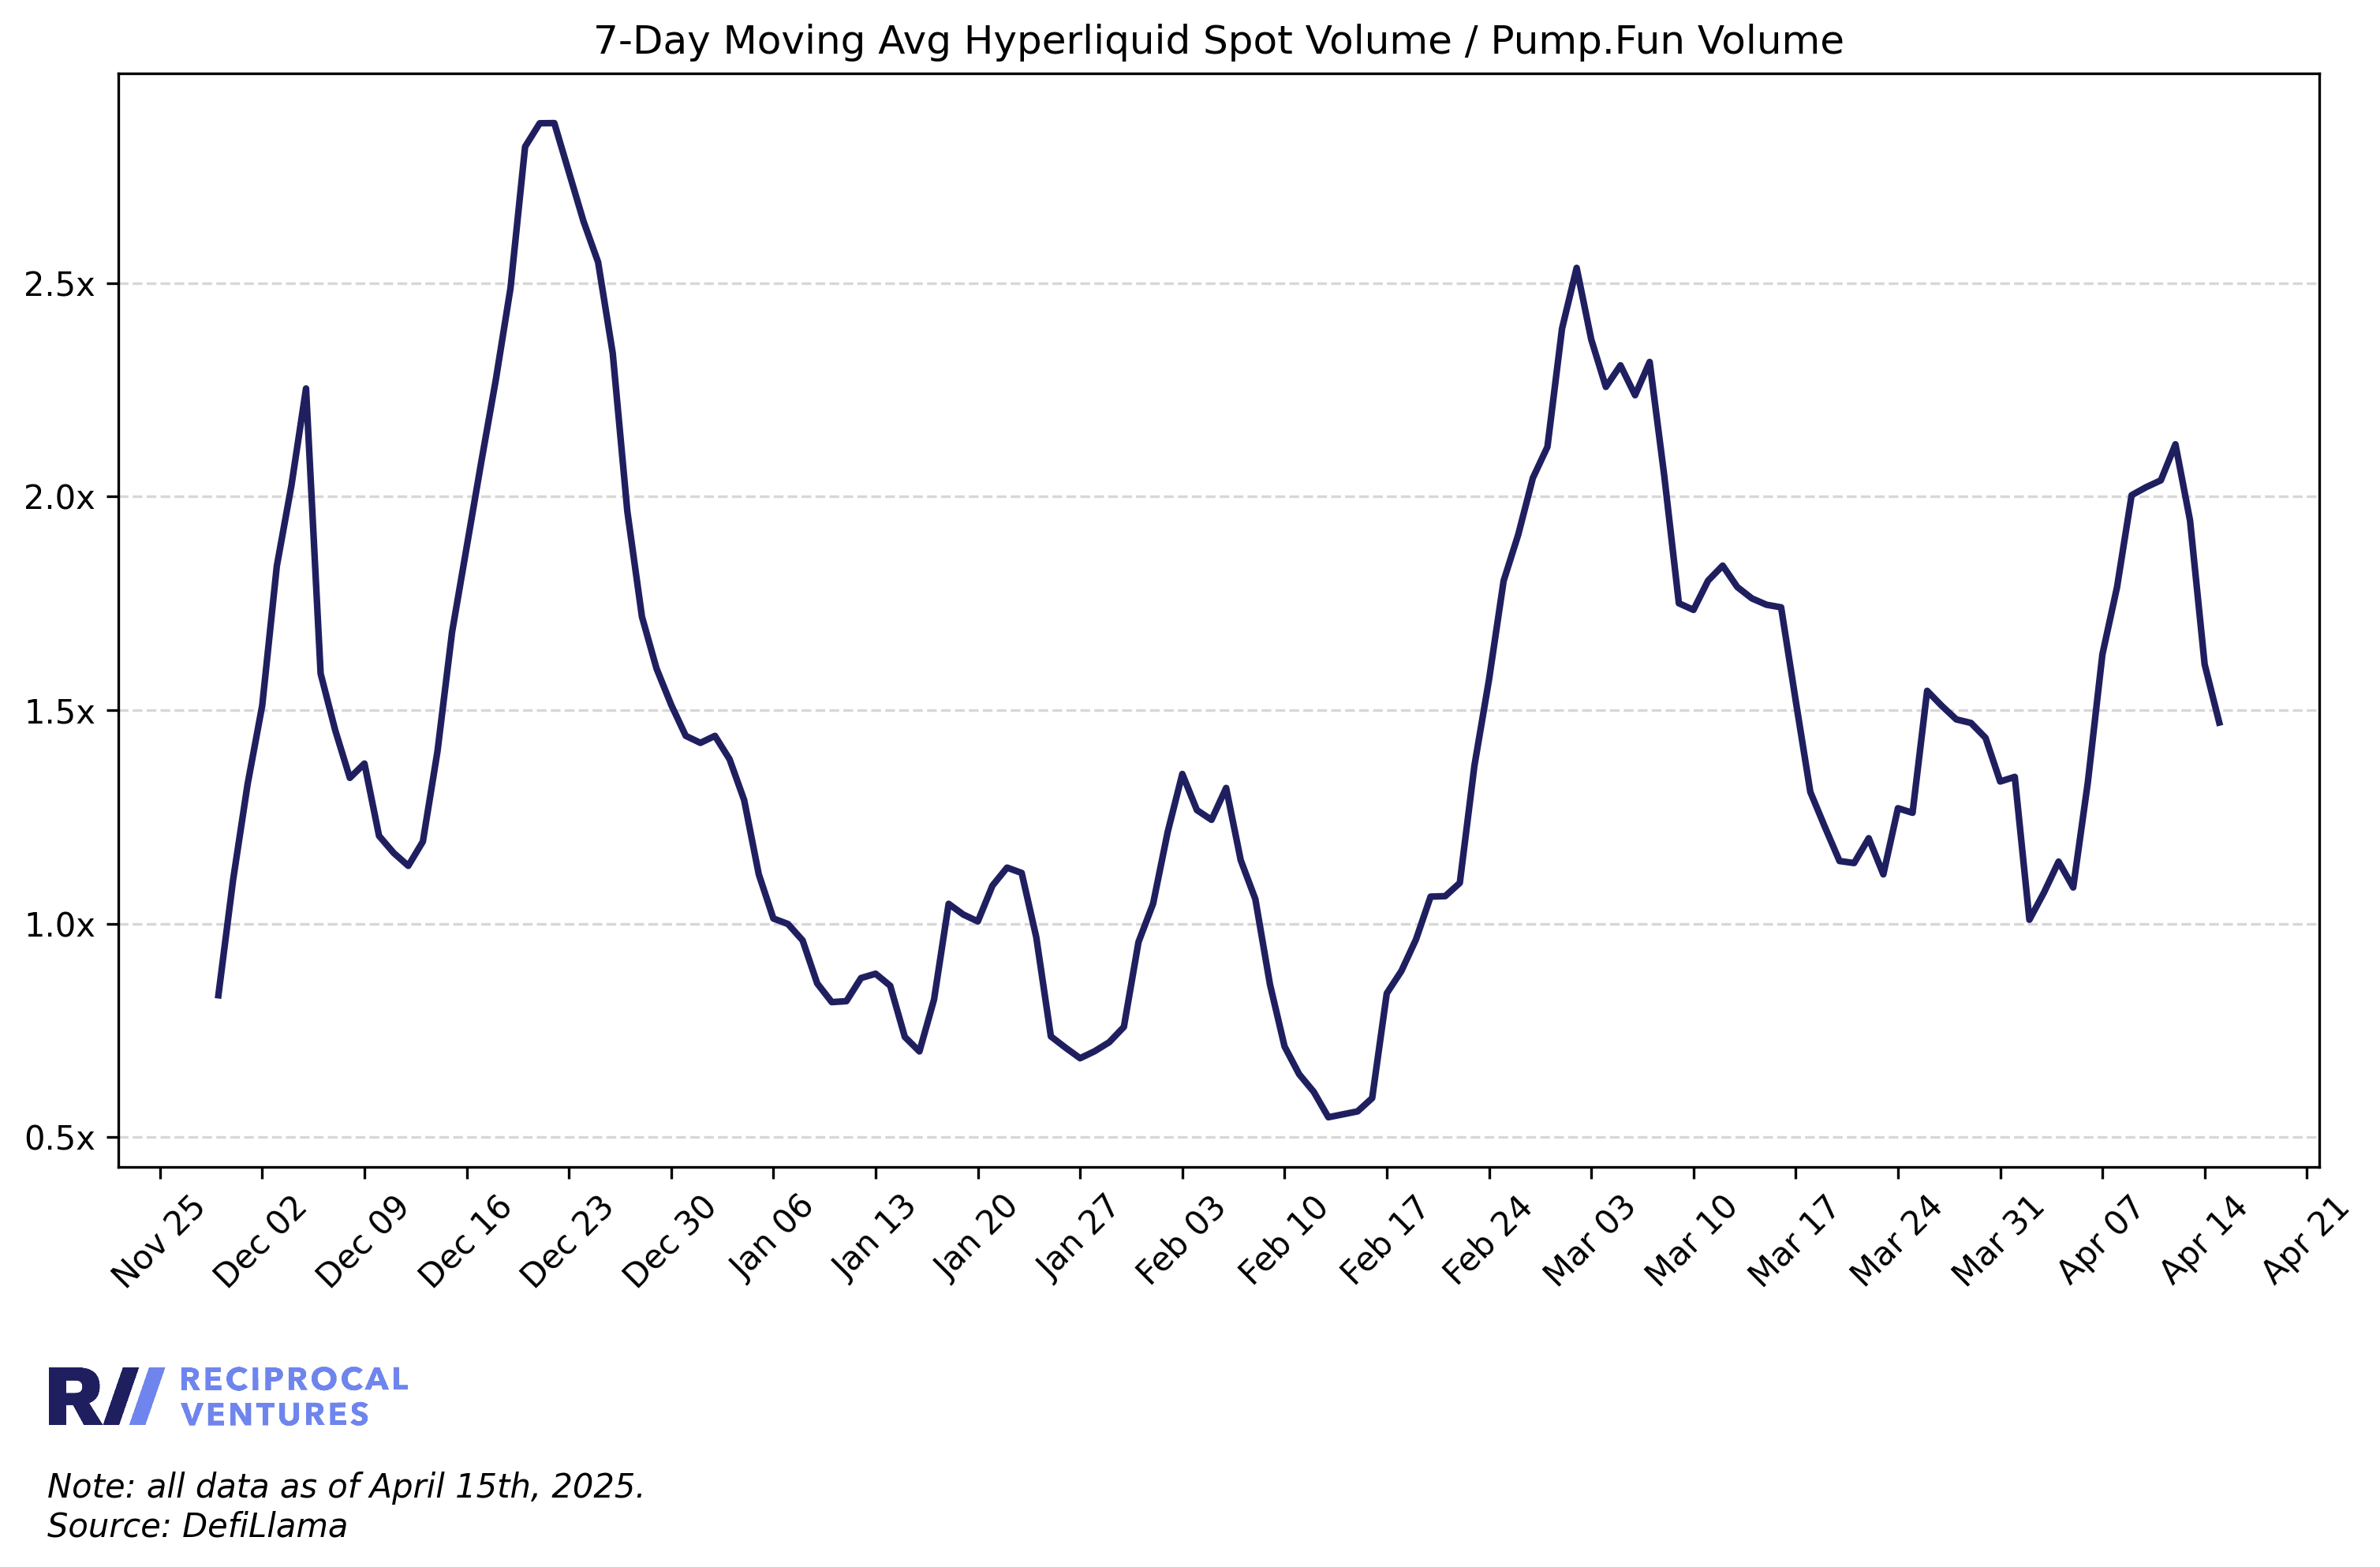 7-Day Moving Avg Hyperliquid Spot Volume / Pump.Fun Volume
2.5x
2.0x
1.5x
1.0x
0.5x
Nov 25
Dec 02
Dec 09
Dec 16
Dec 23
Dec 30
Jan 06
Jan 13
Jan 20
Jan 27
Feb 03
Feb 10
Feb 17
Feb 24
Mar 03
Mar 10
Mar 17
Mar 24
Mar 31
Apr 07
Apr 14
Apr 21
R// RECIPROCAL
VENTURES
Note: all data as of April 15th, 2025.
Source: DefiLlama